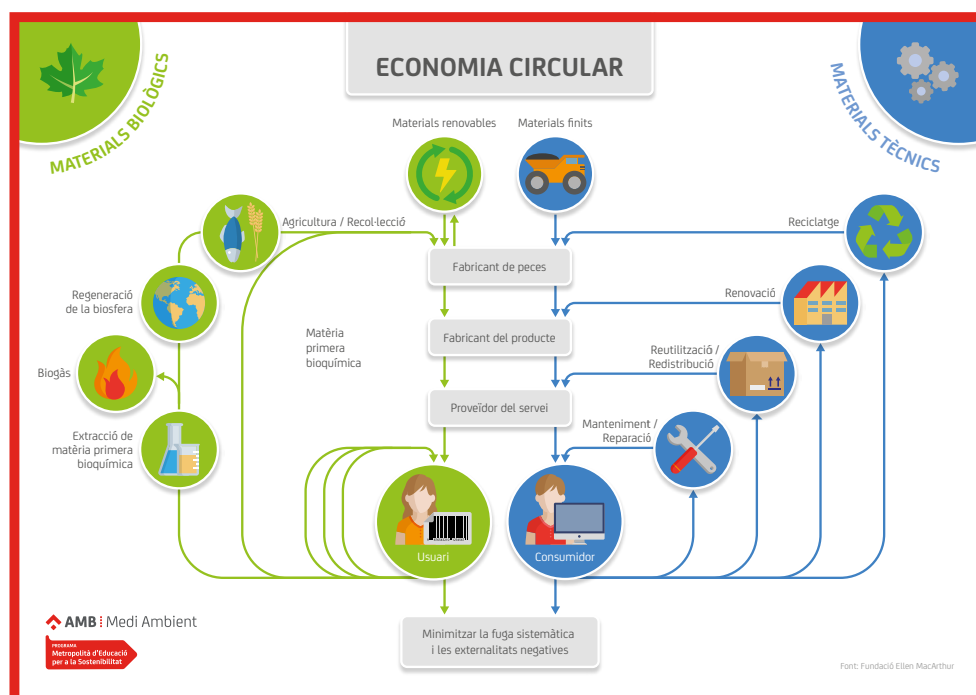 ECONOMIA CIRCULAR
MATERIALS BIOLÒGICS
MATERIALS TÈCNICS
Materials renovables
Materials finits
Agricultura / Recol·lecció
Reciclatge
Fabricant de peces
Regeneració
de la biosfera
Renovació
Matèria
primera
bioquímica
Fabricant del producte
Reutilització /
Redistribució
Biogàs
Proveïdor del servei
Manteniment /
Reparació
Extracció de
matèria primera
bioquímica
Usuari
Consumidor
AMB Medi Ambient
PROGRAMA
Metropolità d'Educació
per a la Sostenibilitat
Minimitzar la fuga sistemàtica
i les externalitats negatives
Font: Fundació Ellen MacArthur